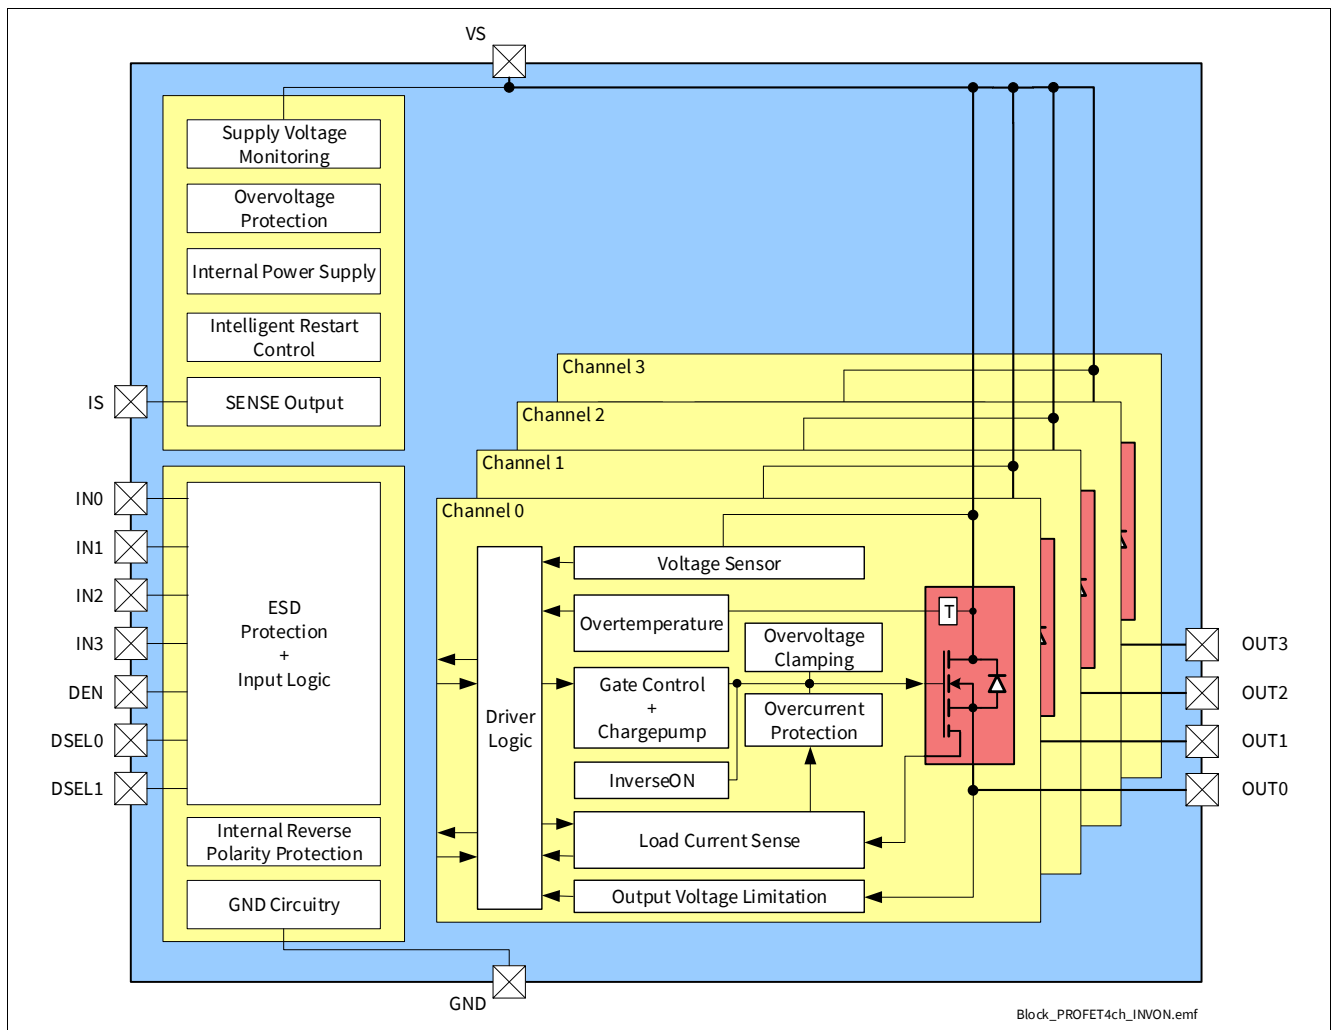 VS
Supply Voltage
Monitoring
Overvoltage
Protection
Internal Power Supply
Intelligent Restart
Control
SENSE Output
IS
IN0
IN1
IN2
IN3
DEN
DSEL0
DSEL1
ESD
Protection
+
Input Logic
Internal Reverse
Polarity Protection
GND Circuitry
GND
Channel 3
Channel 2
Channel 1
Channel 0
Driver
Logic
Voltage Sensor
Overtemperature
T
Overvoltage
Clamping
Gate Control
+
Chargepump
Overcurrent
Protection
InverseON
Load Current Sense
Output Voltage Limitation
OUT3
OUT2
OUT1
OUT0
Block_PROFET4ch_INVON.emf